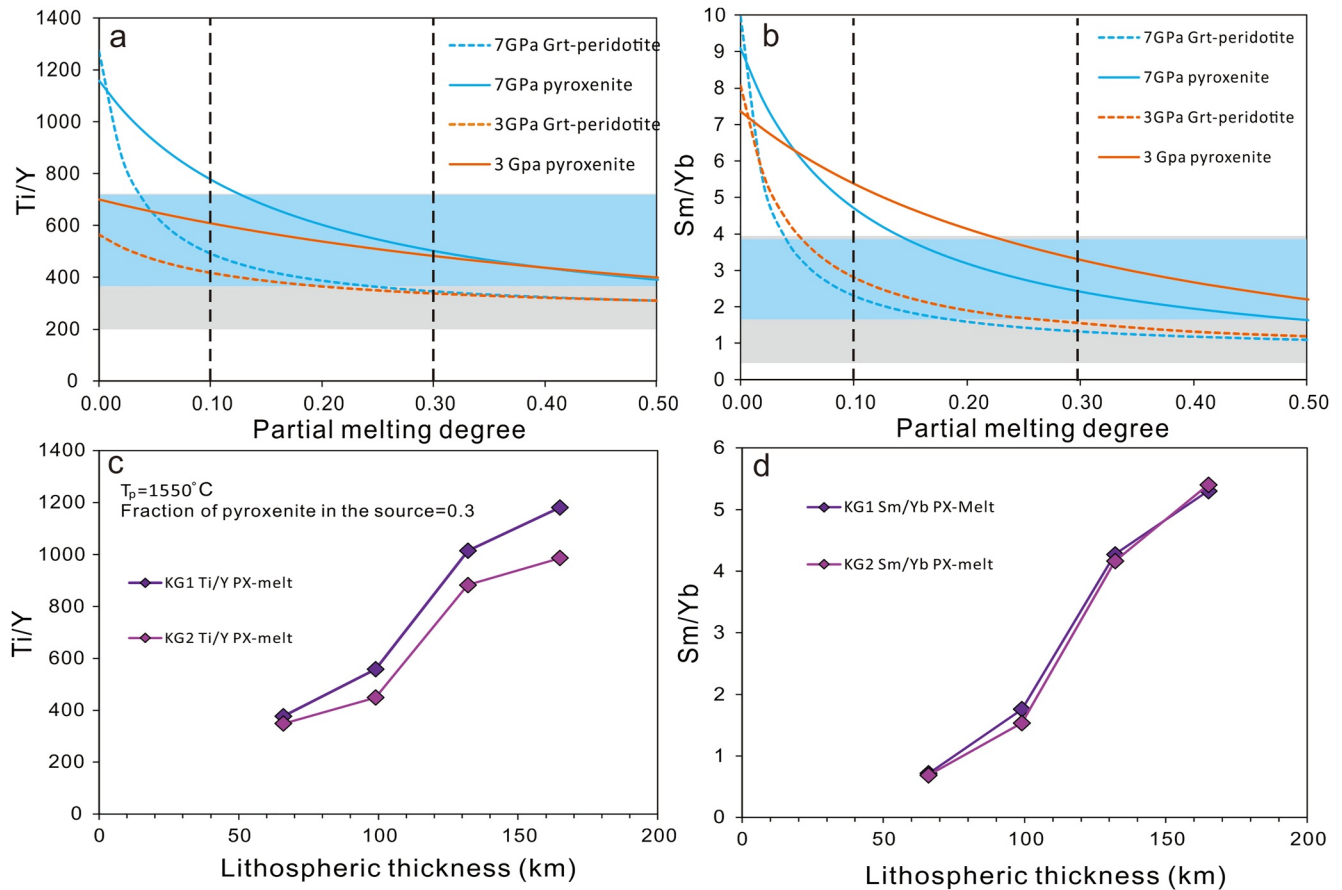 a
1400
1200
1000
800
600
400
200
0
Ti/Y
0.00
0.10
0.20
0.30
0.40
0.50
Partial melting degree
7GPa Grt-peridotite
7GPa pyroxenite
3GPa Grt-peridotite
3 Gpa pyroxenite
b
10
9
8
7
6
5
4
3
2
1
0
Sm/Yb
0.00
0.10
0.20
0.30
0.40
0.50
Partial melting degree
7GPa Grt-peridotite
7GPa pyroxenite
3GPa Grt-peridotite
3 Gpa pyroxenite
c
Tp=1550°C
Fraction of pyroxenite in the source=0.3
KG1 Ti/Y PX-melt
KG2 Ti/Y PX-melt
1400
1200
1000
800
600
400
200
0
Ti/Y
0
50
100
150
200
Lithospheric thickness (km)
d
KG1 Sm/Yb PX-Melt
KG2 Sm/Yb PX-melt
6
5
4
3
2
1
0
Sm/Yb
0
50
100
150
200
Lithospheric thickness (km)